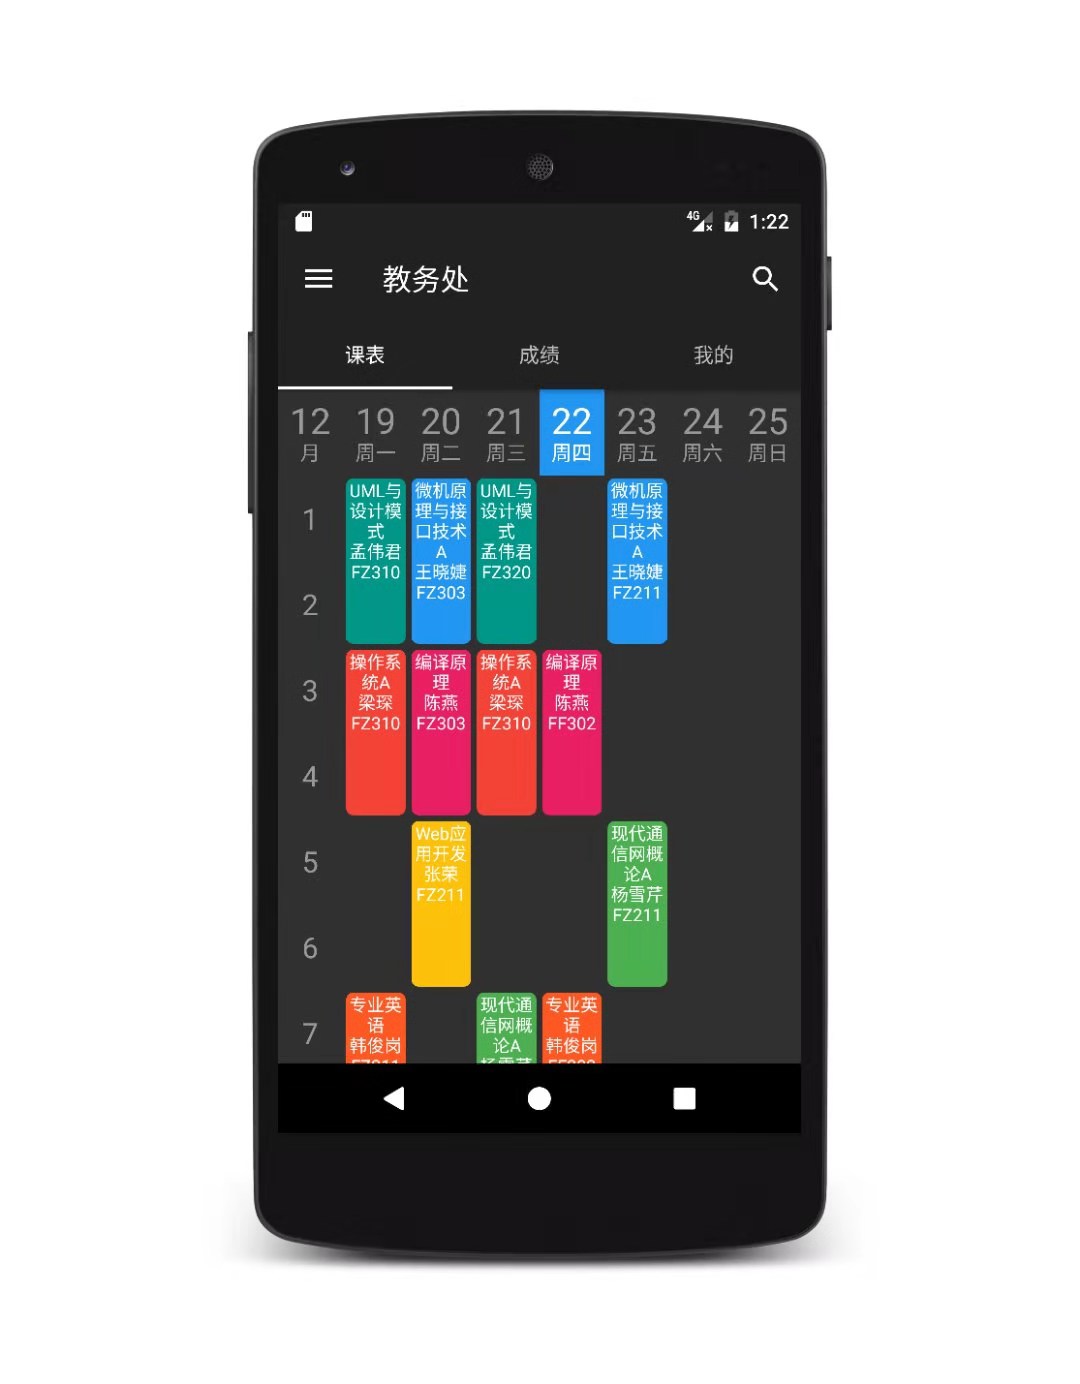 4G 1:22
教务处
课表 成绩 我的
12 19 20 21 22 23 24 25
月 周一 周二 周三 周四 周五 周六 周日
1
2
3
4
5
6
7
UML与
设计模
式
孟伟君
FZ310
微机原
理与接
口技术
A
王晓婕
FZ303
UML与
设计模
式
孟伟君
FZ320
微机原
理与接
口技术
A
王晓婕
FZ211
操作系
统A
梁琛
FZ310
编译原
理
陈燕
FZ303
操作系
统A
梁琛
FZ310
编译原
理
陈燕
FF302
Web应
用开发
张荣
FZ211
现代通
信网概
论A
杨雪芹
FZ211
专业英
语
韩俊岗
现代通
信网概
论A
专业英
语
韩俊岗